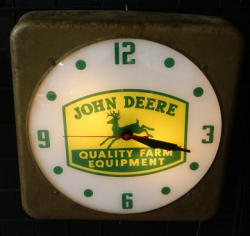 12
JOHN DEERE
9
3
QUALITY FARM
EQUIPMENT
6